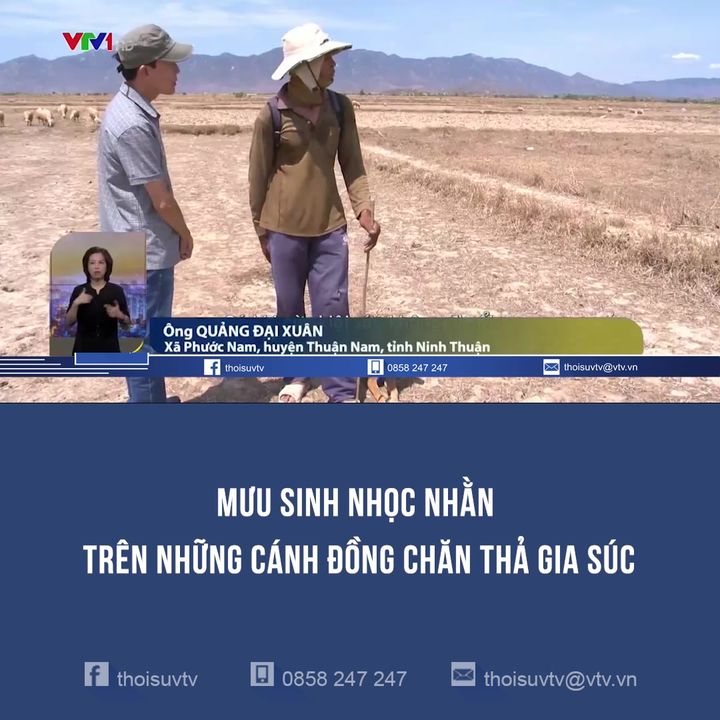 VTV1 HD
Ông QUẢNG ĐẠI XUÂN
Xã Phước Nam, huyện Thuận Nam, tỉnh Ninh Thuận
thoisuvtv
0858 247 247
thoisuvtv@vtv.vn
MƯU SINH NHỌC NHẰN
TRÊN NHỮNG CÁNH ĐỒNG CHĂN THẢ GIA SÚC
thoisuvtv
0858 247 247
thoisuvtv@vtv.vn